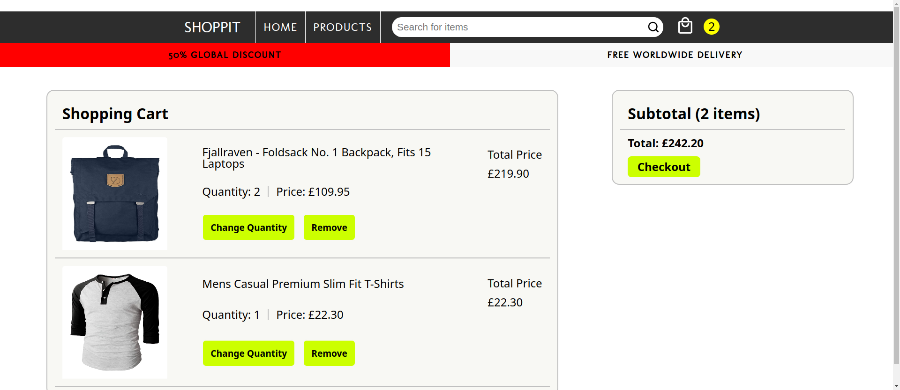 SHOPPIT HOME PRODUCTS Search for items 2
50% GLOBAL DISCOUNT FREE WORLDWIDE DELIVERY
Shopping Cart
Fjallraven - Foldsack No. 1 Backpack, Fits 15
Laptops
Quantity: 2 Price: £109.95
Change Quantity Remove
Total Price
£219.90
Mens Casual Premium Slim Fit T-Shirts
Quantity: 1 Price: £22.30
Change Quantity Remove
Total Price
£22.30
Subtotal (2 items)
Total: £242.20
Checkout